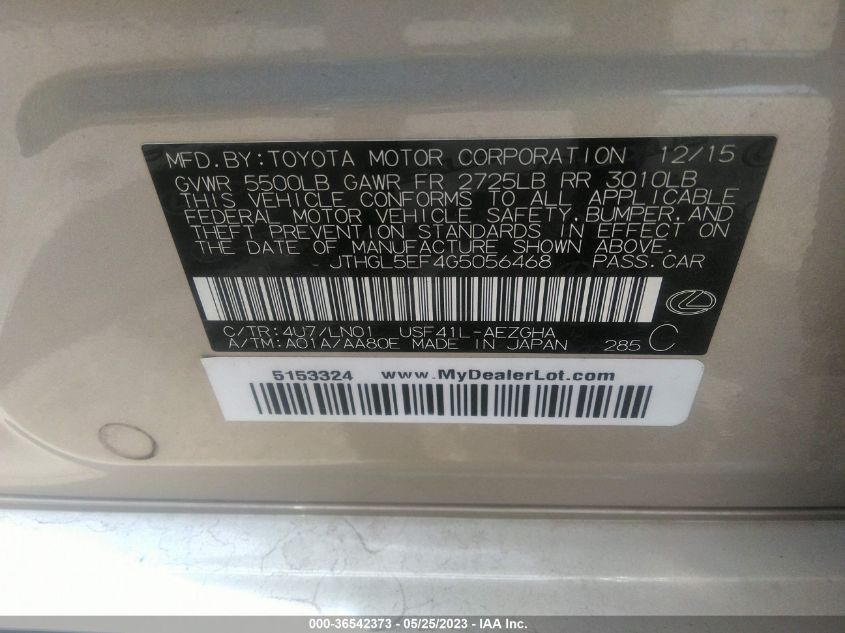 MFD.BY:TOYOTA MOTOR CORPORATION 12/15
GVWR 5500LB GAWR FR 2725LB RR 3010LB
THIS VEHICLE CONFORMS TO ALL APPLICABLE
FEDERAL MOTOR VEHICLE SAFETY,BUMPER,AND
THEFT PREVENTION STANDARDS IN EFFECT ON
THE DATE OF MANUFACTURE SHOWN ABOVE.
JTHGL5EF4G5056468 PASS.CAR
C/TR:4U7/LN01 USF41L-AEZGHA
A/TM:A01A/AA80E MADE IN JAPAN 285 C
5153324 www.MyDealerLot.com
000-36542373 - 05/25/2023 - IAA Inc.